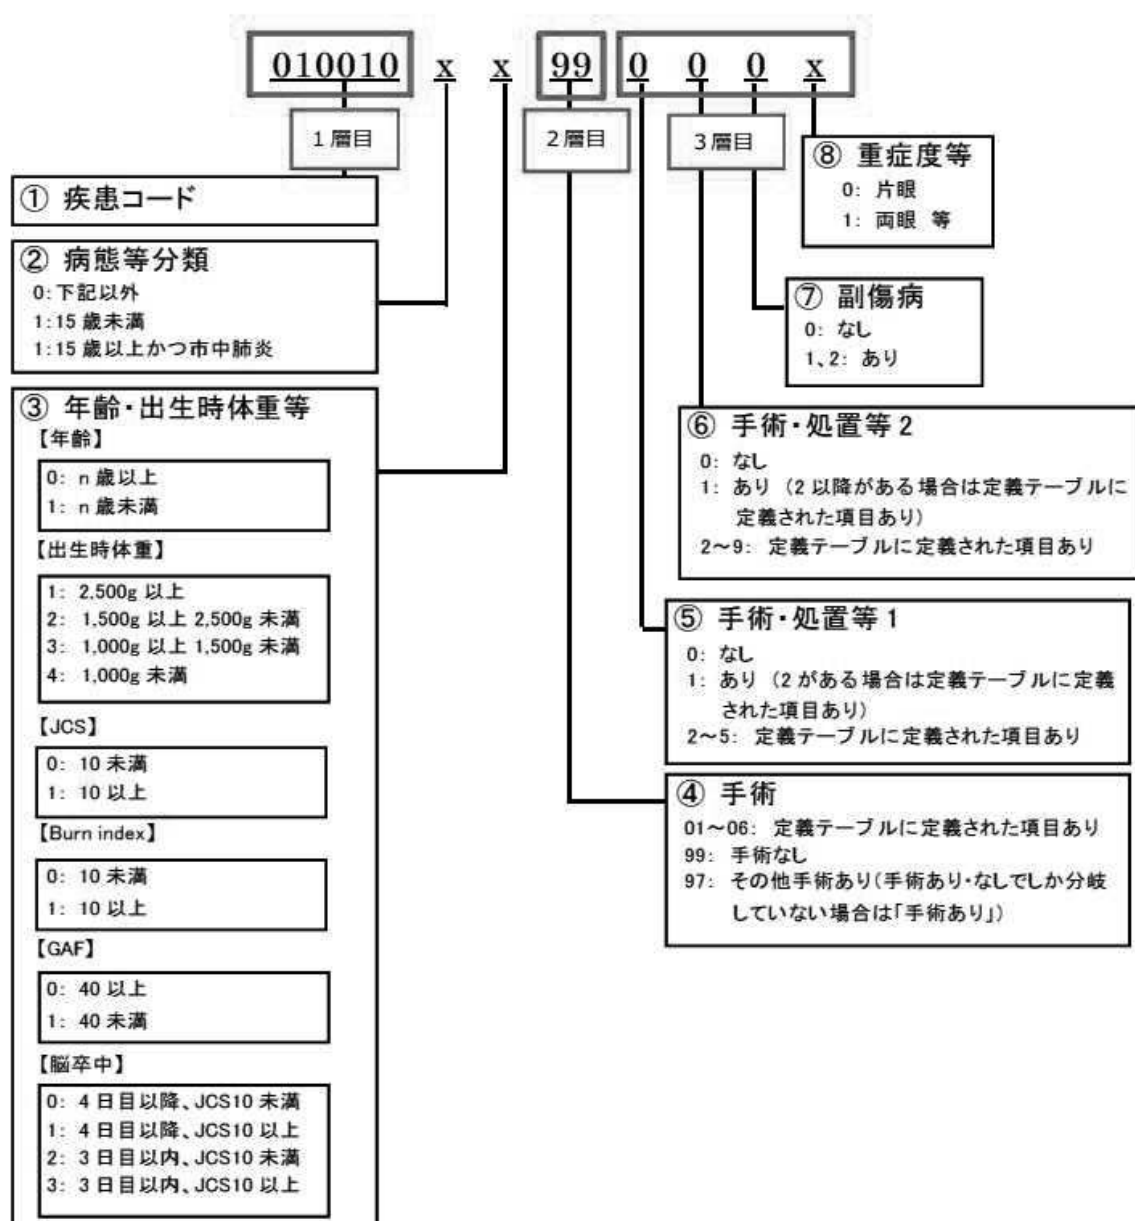 010010 x x 99 0 0 0 x
1層目
2層目
3層目
① 疾患コード
② 病態等分類
0:下記以外
1:15歳未満
1:15歳以上かつ市中肺炎
③ 年齢・出生時体重等
【年齢】
0: n歳以上
1: n歳未満
【出生時体重】
1: 2,500g 以上
2: 1,500g 以上 2,500g 未満
3: 1,000g 以上 1,500g 未満
4: 1,000g 未満
【JCS】
0: 10 未満
1: 10 以上
【Burn index】
0: 10 未満
1: 10 以上
【GAF】
0: 40 以上
1: 40 未満
【脳卒中】
0: 4日目以降、JCS10 未満
1: 4日目以降、JCS10 以上
2: 3日目以内、JCS10 未満
3: 3日目以内、JCS10 以上
⑧ 重症度等
0: 片眼
1: 両眼 等
⑦ 副傷病
0: なし
1、2: あり
⑥ 手術・処置等 2
0: なし
1: あり (2以降がある場合は定義テーブルに
定義された項目あり)
2~9: 定義テーブルに定義された項目あり
⑤ 手術・処置等 1
0: なし
1: あり (2がある場合は定義テーブルに定義
された項目あり)
2~5: 定義テーブルに定義された項目あり
④ 手術
01~06: 定義テーブルに定義された項目あり
99: 手術なし
97: その他手術あり(手術あり・なしでしか分岐
していない場合は「手術あり」)